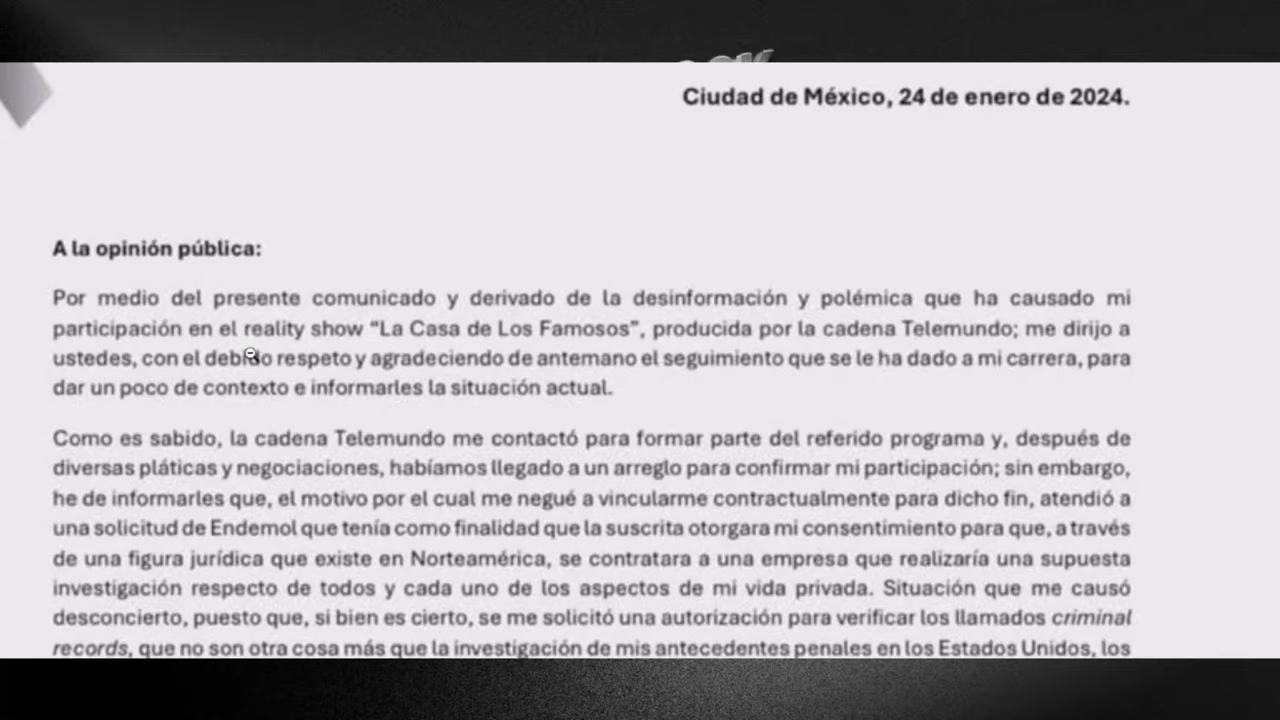 Ciudad de México, 24 de enero de 2024.
A la opinión pública:
Por medio del presente comunicado y derivado de la desinformación y polémica que ha causado mi
participación en el reality show “La Casa de Los Famosos”, producida por la cadena Telemundo; me dirijo a
ustedes, con el debido respeto y agradeciendo de antemano el seguimiento que se le ha dado a mi carrera, para
dar un poco de contexto e informarles la situación actual.
Como es sabido, la cadena Telemundo me contactó para formar parte del referido programa y, después de
diversas pláticas y negociaciones, habíamos llegado a un arreglo para confirmar mi participación; sin embargo,
he de informarles que, el motivo por el cual me negué a vincularme contractualmente para dicho fin, atendió a
una solicitud de Endemol que tenía como finalidad que la suscrita otorgara mi consentimiento para que, a través
de una figura jurídica que existe en Norteamérica, se contratara a una empresa que realizaría una supuesta
investigación respecto de todos y cada uno de los aspectos de mi vida privada. Situación que me causó
desconcierto, puesto que, si bien es cierto, se me solicitó una autorización para verificar los llamados criminal
records, que no son otra cosa más que la investigación de mis antecedentes penales en los Estados Unidos, los